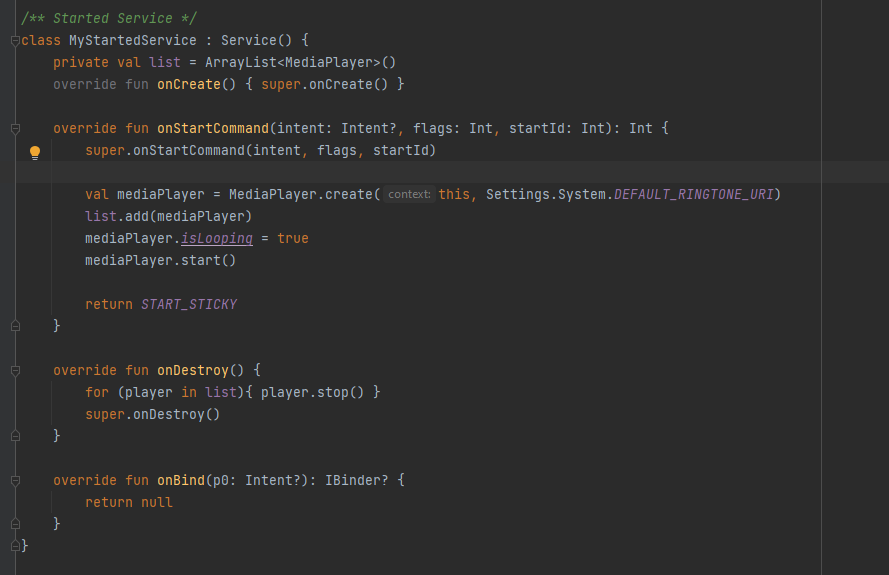 /** Started Service */
class MyStartedService : Service() {
    private val list = ArrayList<MediaPlayer>()
    override fun onCreate() { super.onCreate() }

    override fun onStartCommand(intent: Intent?, flags: Int, startId: Int): Int {
        super.onStartCommand(intent, flags, startId)

        val mediaPlayer = MediaPlayer.create( context: this, Settings.System.DEFAULT_RINGTONE_URI)
        list.add(mediaPlayer)
        mediaPlayer.isLooping = true
        mediaPlayer.start()

        return START_STICKY
    }

    override fun onDestroy() {
        for (player in list){ player.stop() }
        super.onDestroy()
    }

    override fun onBind(p0: Intent?): IBinder? {
        return null
    }
}